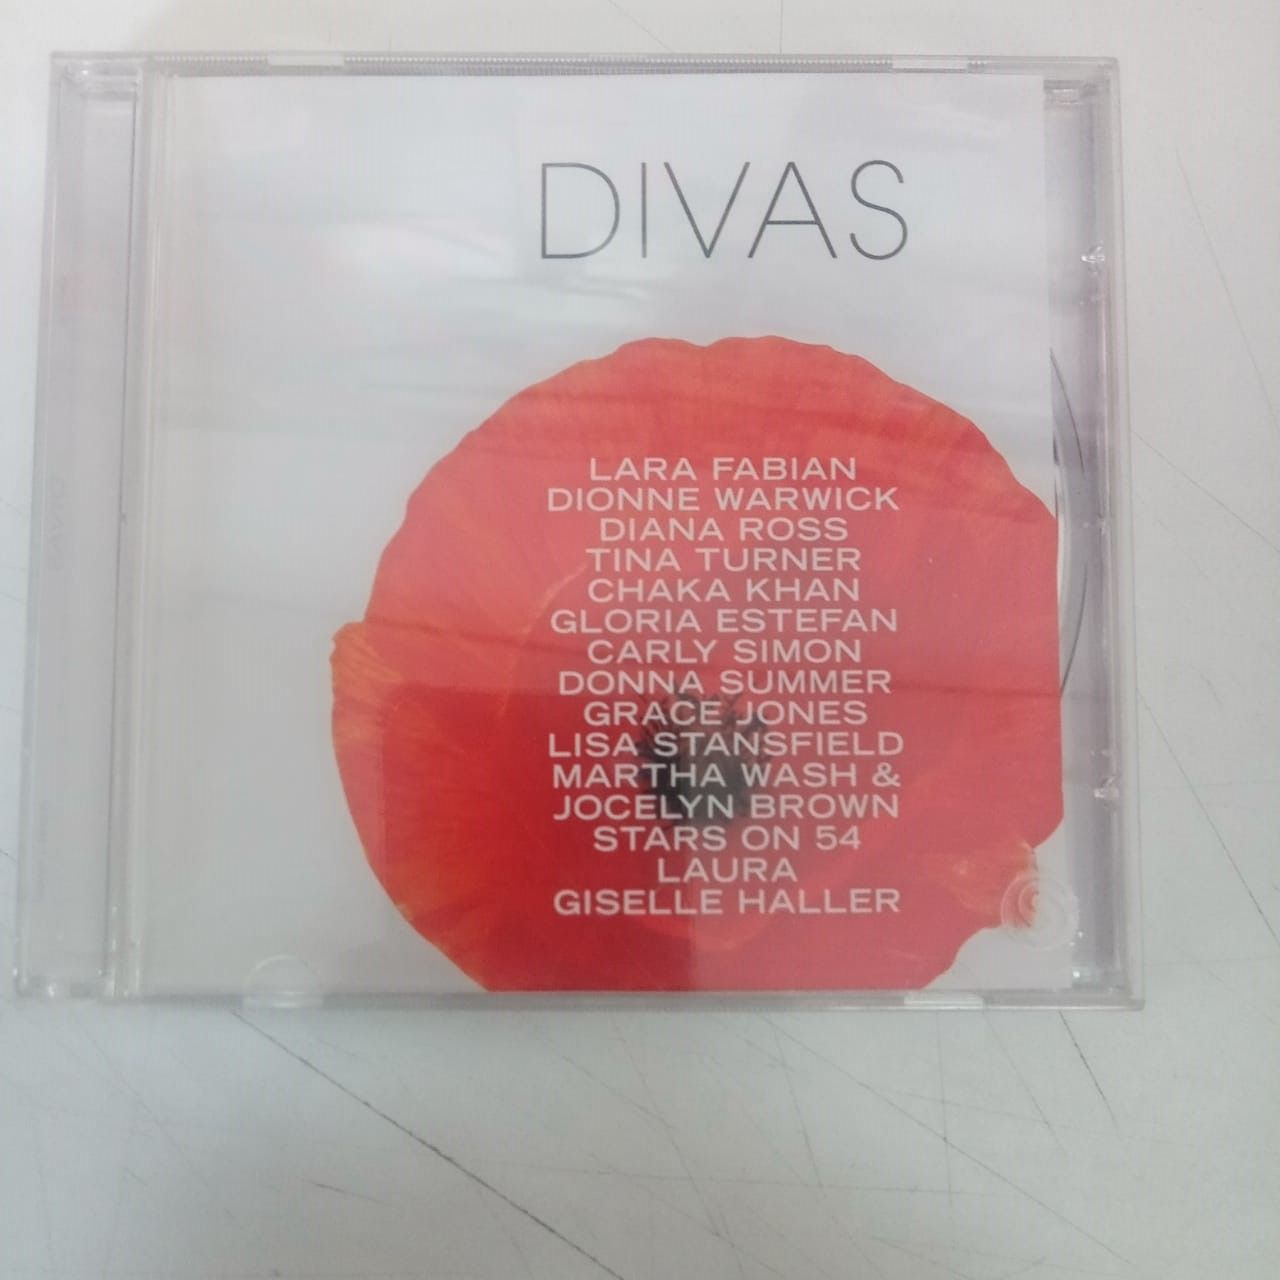 DIVAS
LARA FABIAN
DIONNE WARWICK
DIANA ROSS
TINA TURNER
CHAKA KHAN
GLORIA ESTEFAN
CARLY SIMON
DONNA SUMMER
GRACE JONES
LISA STANSFIELD
MARTHA WASH &
JOCELYN BROWN
STARS ON 54
LAURA
GISELLE HALLER